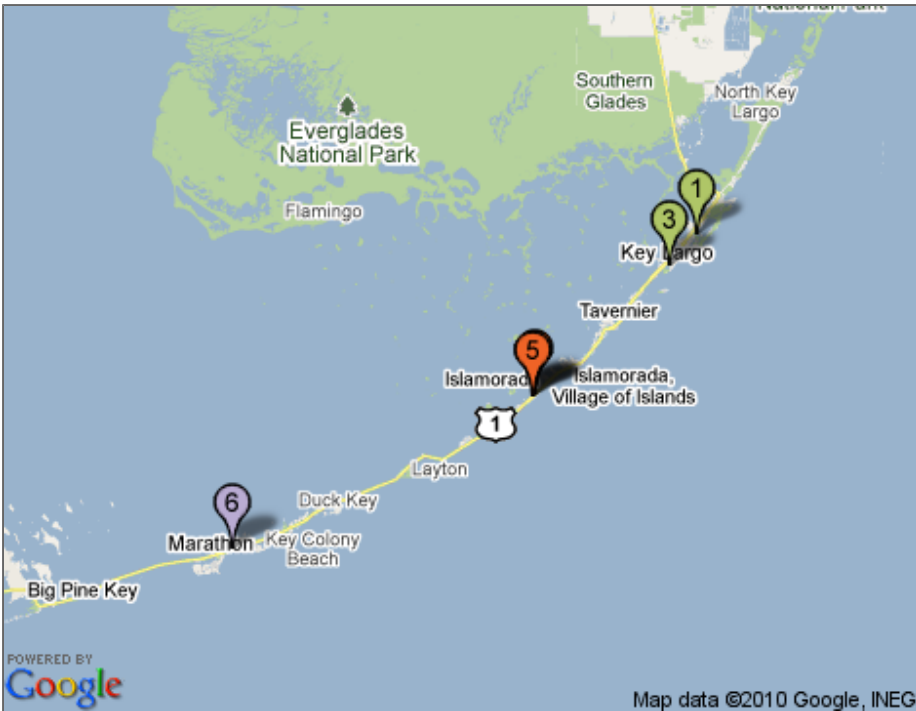 National Park
Southern
Glades
North Key
Largo
Everglades
National Park
Flamingo
1
3
Key Largo
Tavernier
5
Islamorad
Islamorada,
Village of Islands
1
Layton
6
Duck Key
Marathon
Key Colony
Beach
Big Pine Key
POWERED BY
Google
Map data ©2010 Google, INEG